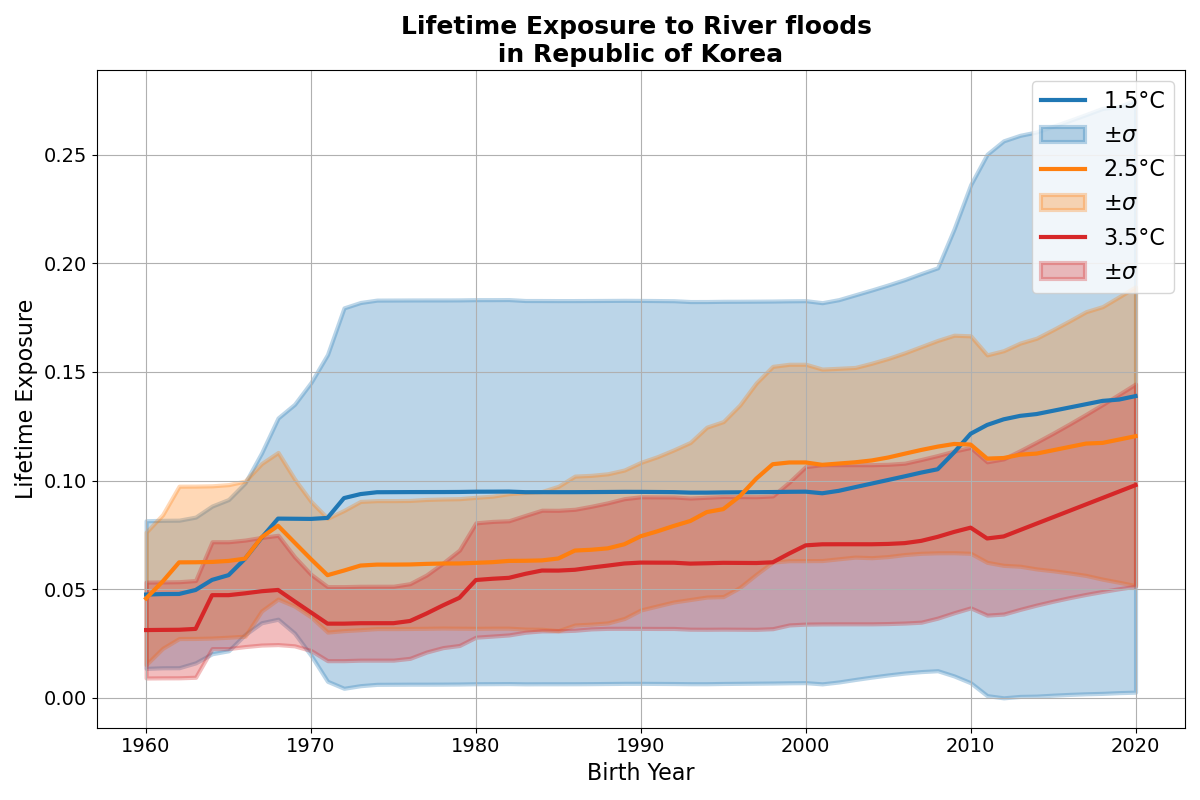 Lifetime Exposure to River floods
in Republic of Korea
1.5°C
±σ
2.5°C
±σ
3.5°C
±σ
Lifetime Exposure
0.25
0.20
0.15
0.10
0.05
0.00
1960 1970 1980 1990 2000 2010 2020
Birth Year